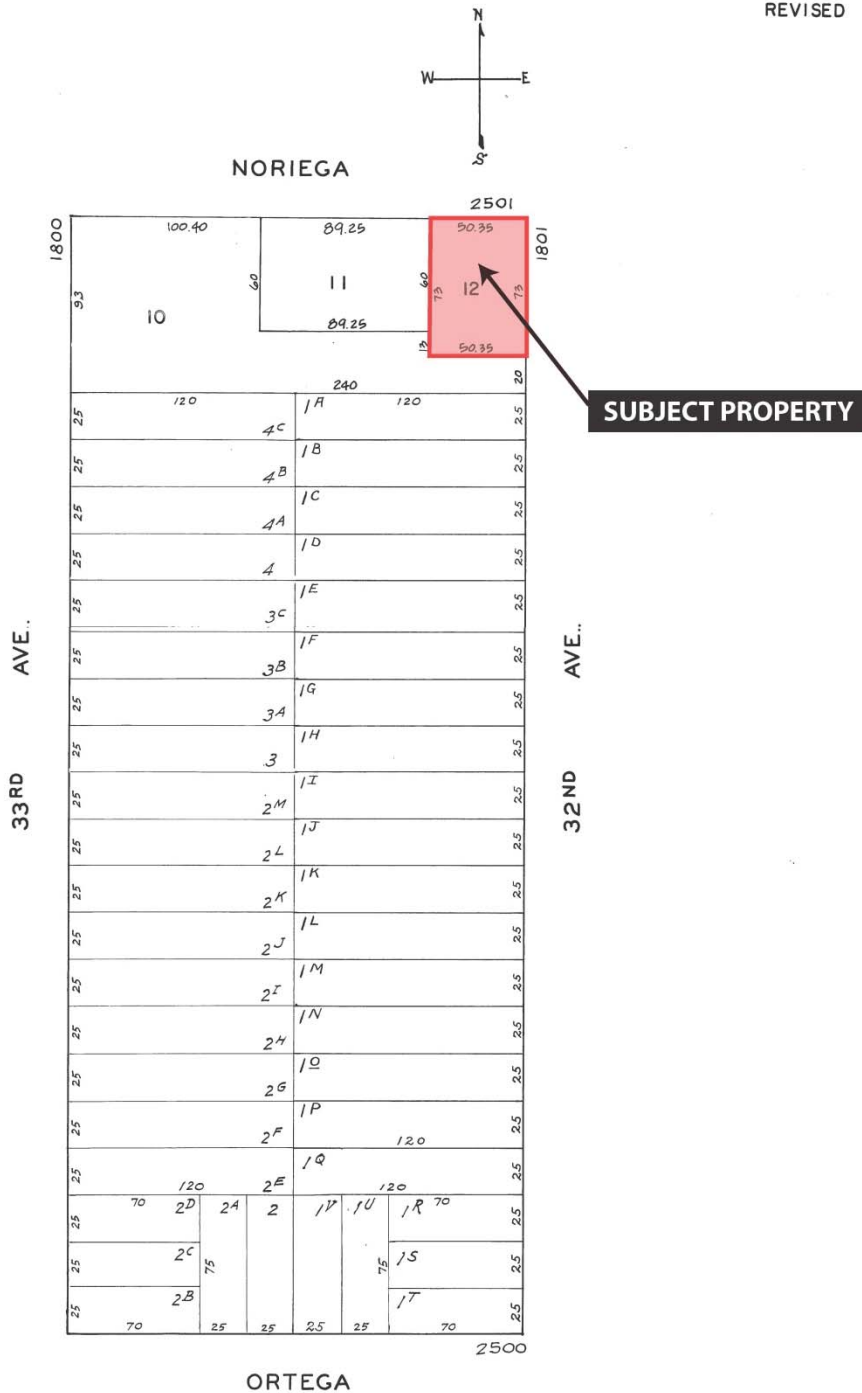 REVISED
N
W E
S
NORIEGA
2501
1800 100.40 89.25 50.35 1801
93 60 11 60 73 12 73
10
89.25
13 50.35
20
240
SUBJECT PROPERTY
120 1A 120
25 4C 25
1B
25 4B 25
1C
25 4A 25
1D
25 4 25
1E
25 3C 25
1F
25 3B 25
1G
25 3A 25
1H
25 3 25
1I
25 2M 25
1J
25 2L 25
1K
25 2K 25
1L
25 2J 25
1M
25 2I 25
1N
25 2H 25
1O
25 2G 25
1P
25 2F 120 25
1Q
25 120 2E 120 25
70 2D 2A 2 1V 1U 1R 70
25 25
2C 75 75 1S
25 25
2B 1T
25 25
70 25 25 25 25 70
2500
33RD AVE.
32ND AVE.
ORTEGA